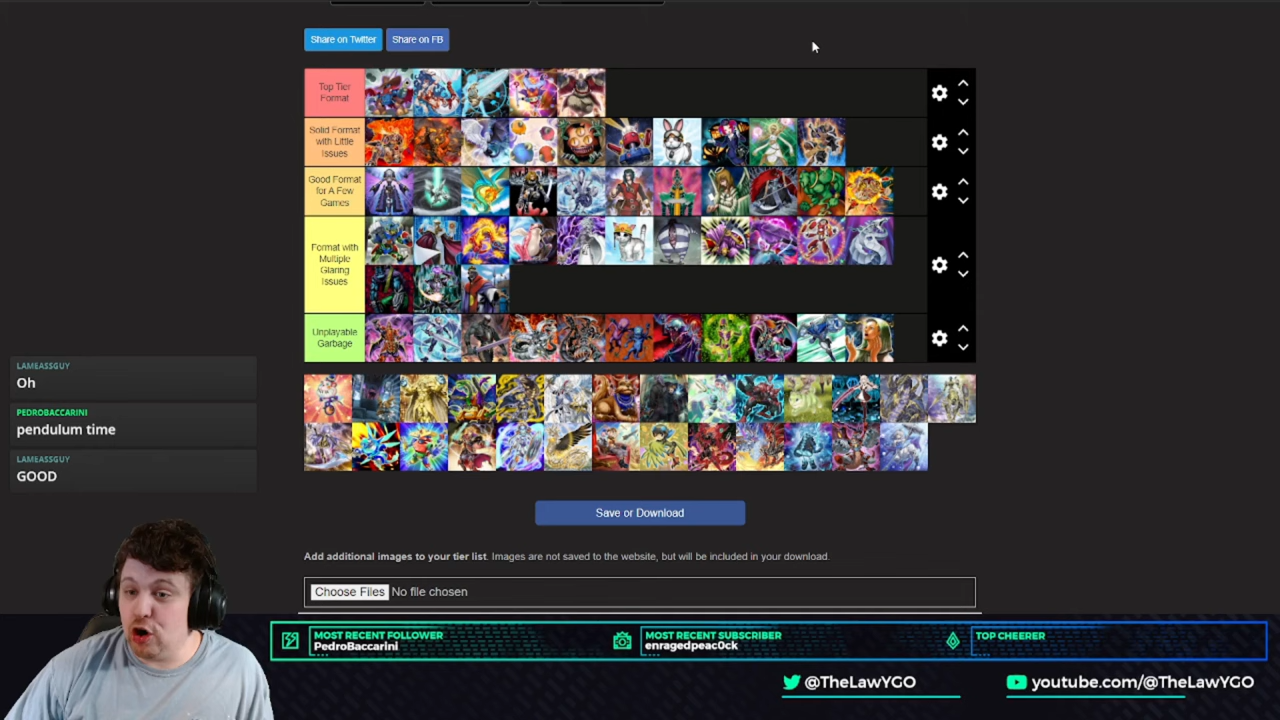 Share on Twitter
Share on FB
Top Tier
Format
Solid Format
with Little
Issues
Good Format
for A Few
Games
Format with
Multiple
Glaring
Issues
Unplayable
Garbage
LAMEASSGUY
Oh
PEDROBACCARINI
pendulum time
LAMEASSGUY
GOOD
Save or Download
Add additional images to your tier list. Images are not saved to the website, but will be included in your download.
Choose Files No file chosen
MOST RECENT FOLLOWER
PedroBaccarini
MOST RECENT SUBSCRIBER
enragedpeac0ck
TOP CHEERER
@TheLawYGO
youtube.com/@TheLawYGO